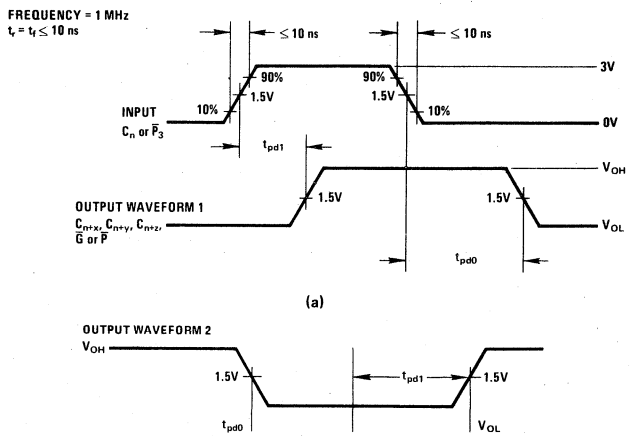 FREQUENCY = 1 MHz
tr = tf ≤ 10 ns
≤ 10 ns
≤ 10 ns
3V
90%
90%
1.5V
1.5V
INPUT
Cn or P̅3
10%
10%
0V
tpd1
VOH
OUTPUT WAVEFORM 1
1.5V
1.5V
Cn+x, Cn+y, Cn+z,
G̅ or P̅
VOL
tpd0
(a)
OUTPUT WAVEFORM 2
VOH
1.5V
tpd1
1.5V
tpd0
VOL